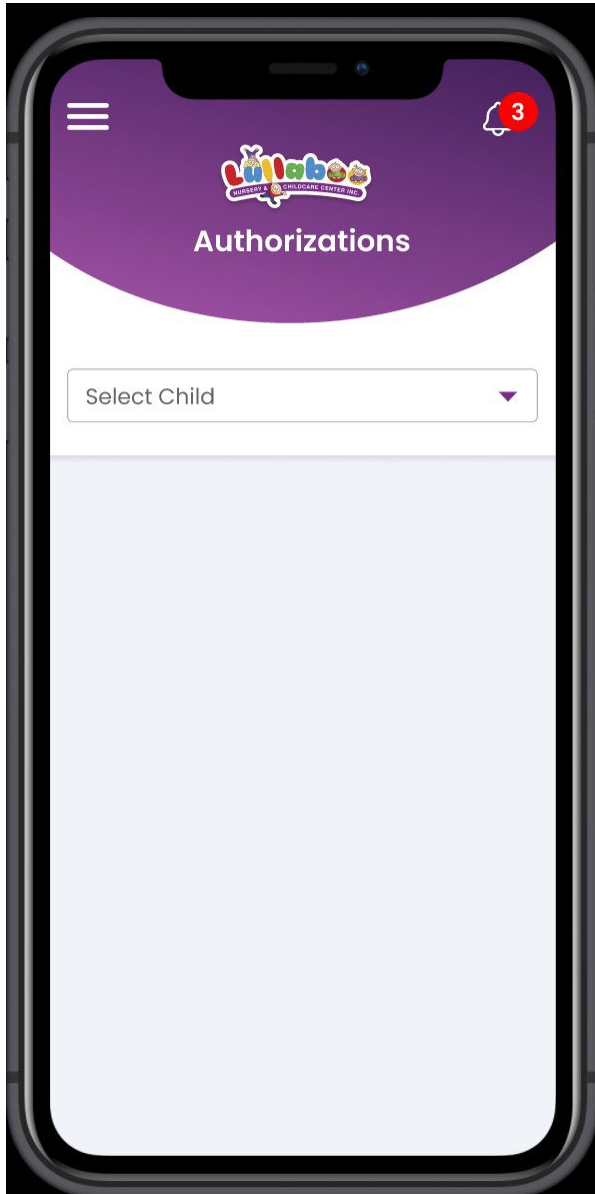 3
Lullaboo
NURSERY & CHILDCARE CENTER INC.
Authorizations
Select Child